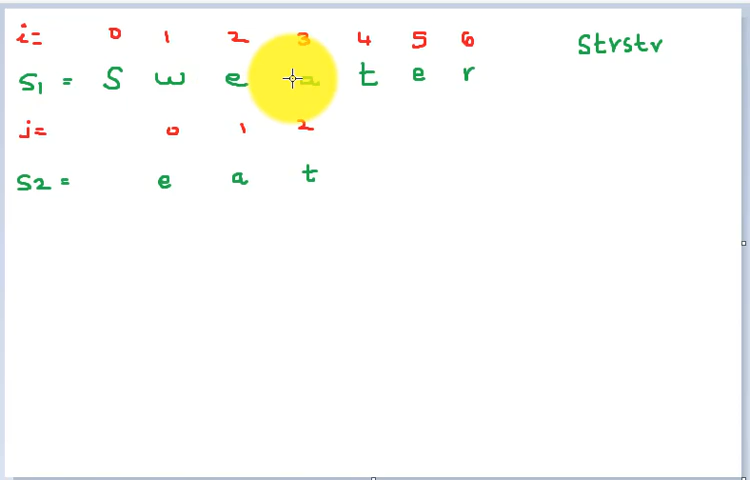 i= 0 1 2 3 4 5 6 Strstr
S1 = S w e a t e r
j= 0 1 2
S2 = e a t